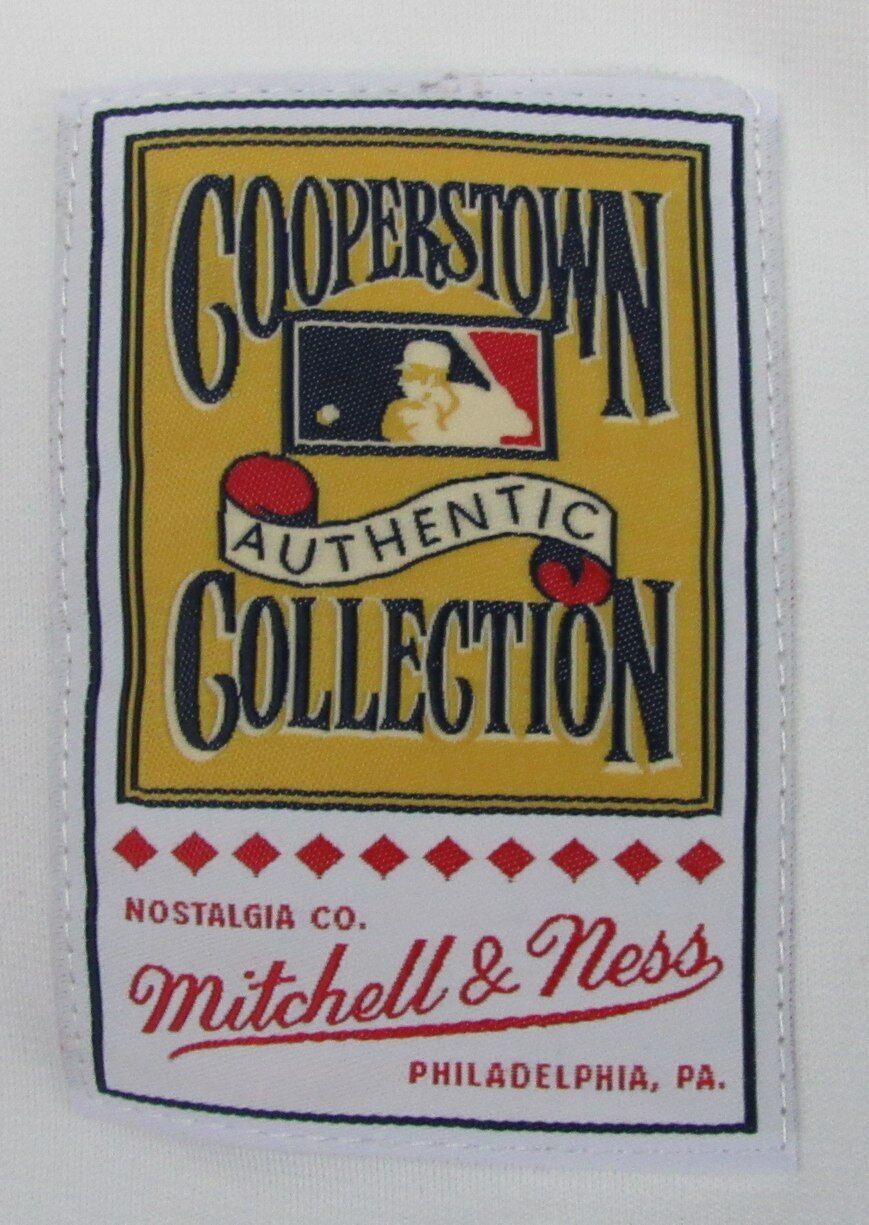 COOPERSTOWN
AUTHENTIC
COLLECTION
NOSTALGIA CO.
Mitchell & Ness
PHILADELPHIA, PA.